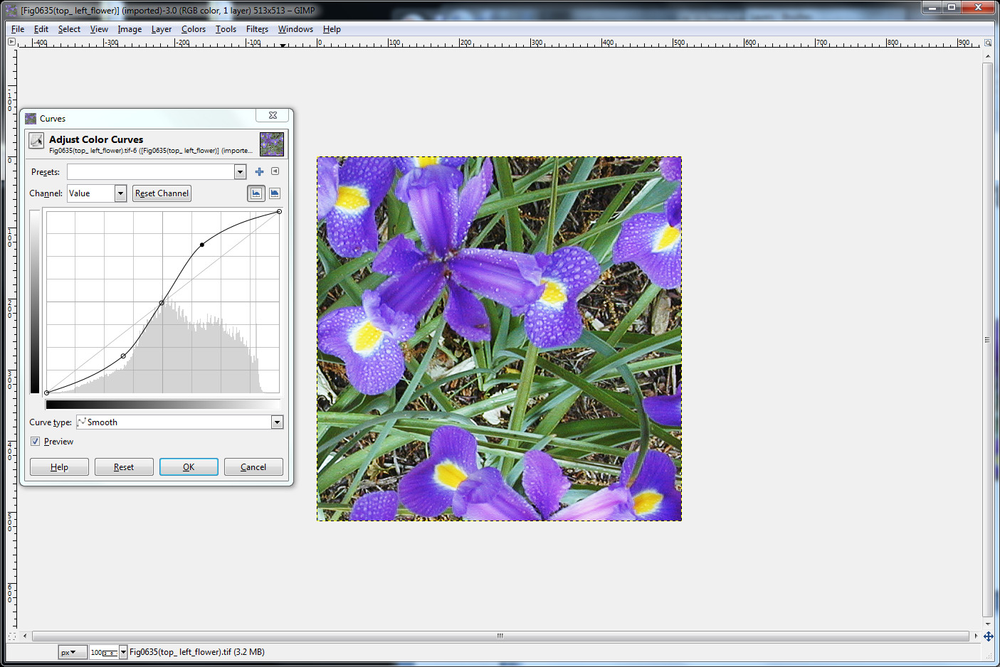 [Fig0635(top_ left_flower)] (imported)-3.0 (RGB color, 1 layer) 513x513 – GIMP
File Edit Select View Image Layer Colors Tools Filters Windows Help
-400 -300 -200 -100 0 100 200 300 400 500 600 700 800 900
-100
0
100
200
300
400
500
600
Curves
Adjust Color Curves
Fig0635(top_ left_flower).tif-6 ([Fig0635(top_ left_flower)] (importe...
Presets:
Channel: Value Reset Channel
Curve type: Smooth
Preview
Help Reset OK Cancel
px 100 Fig0635(top_ left_flower).tif (3.2 MB)